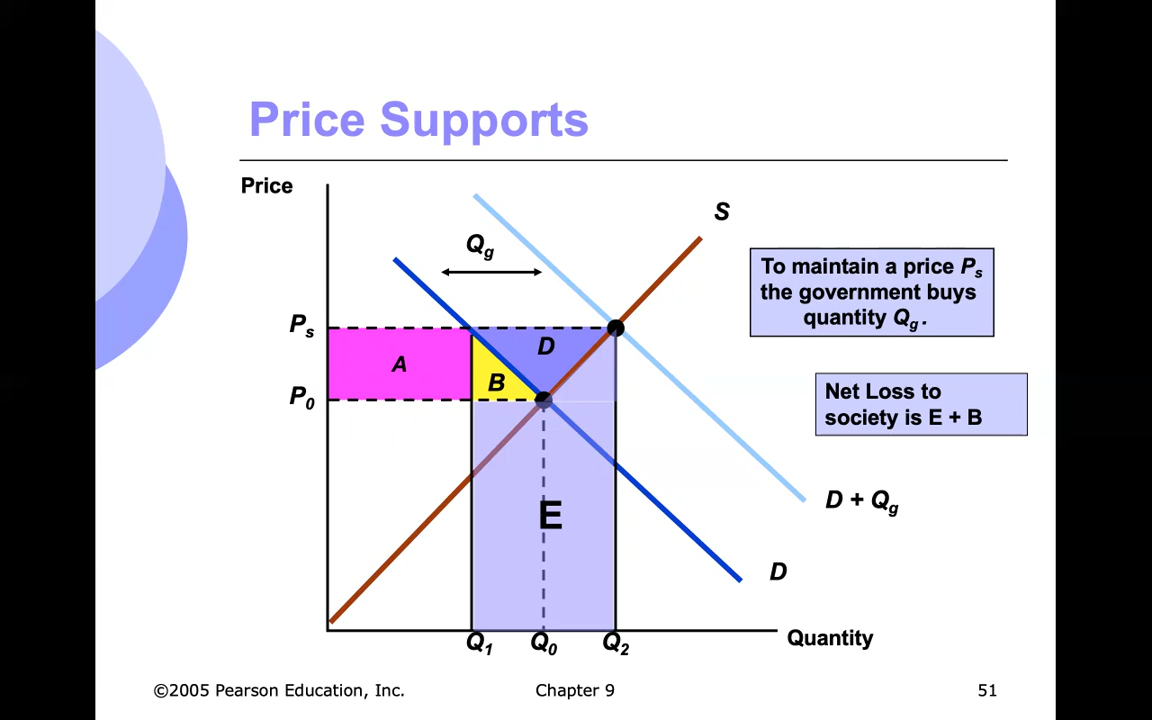 Price Supports
Price
S
Qg
To maintain a price Ps
the government buys
quantity Qg.
Ps
D
A
B
P0
Net Loss to
society is E + B
E
D + Qg
D
Q1 Q0 Q2
Quantity
©2005 Pearson Education, Inc.
Chapter 9
51